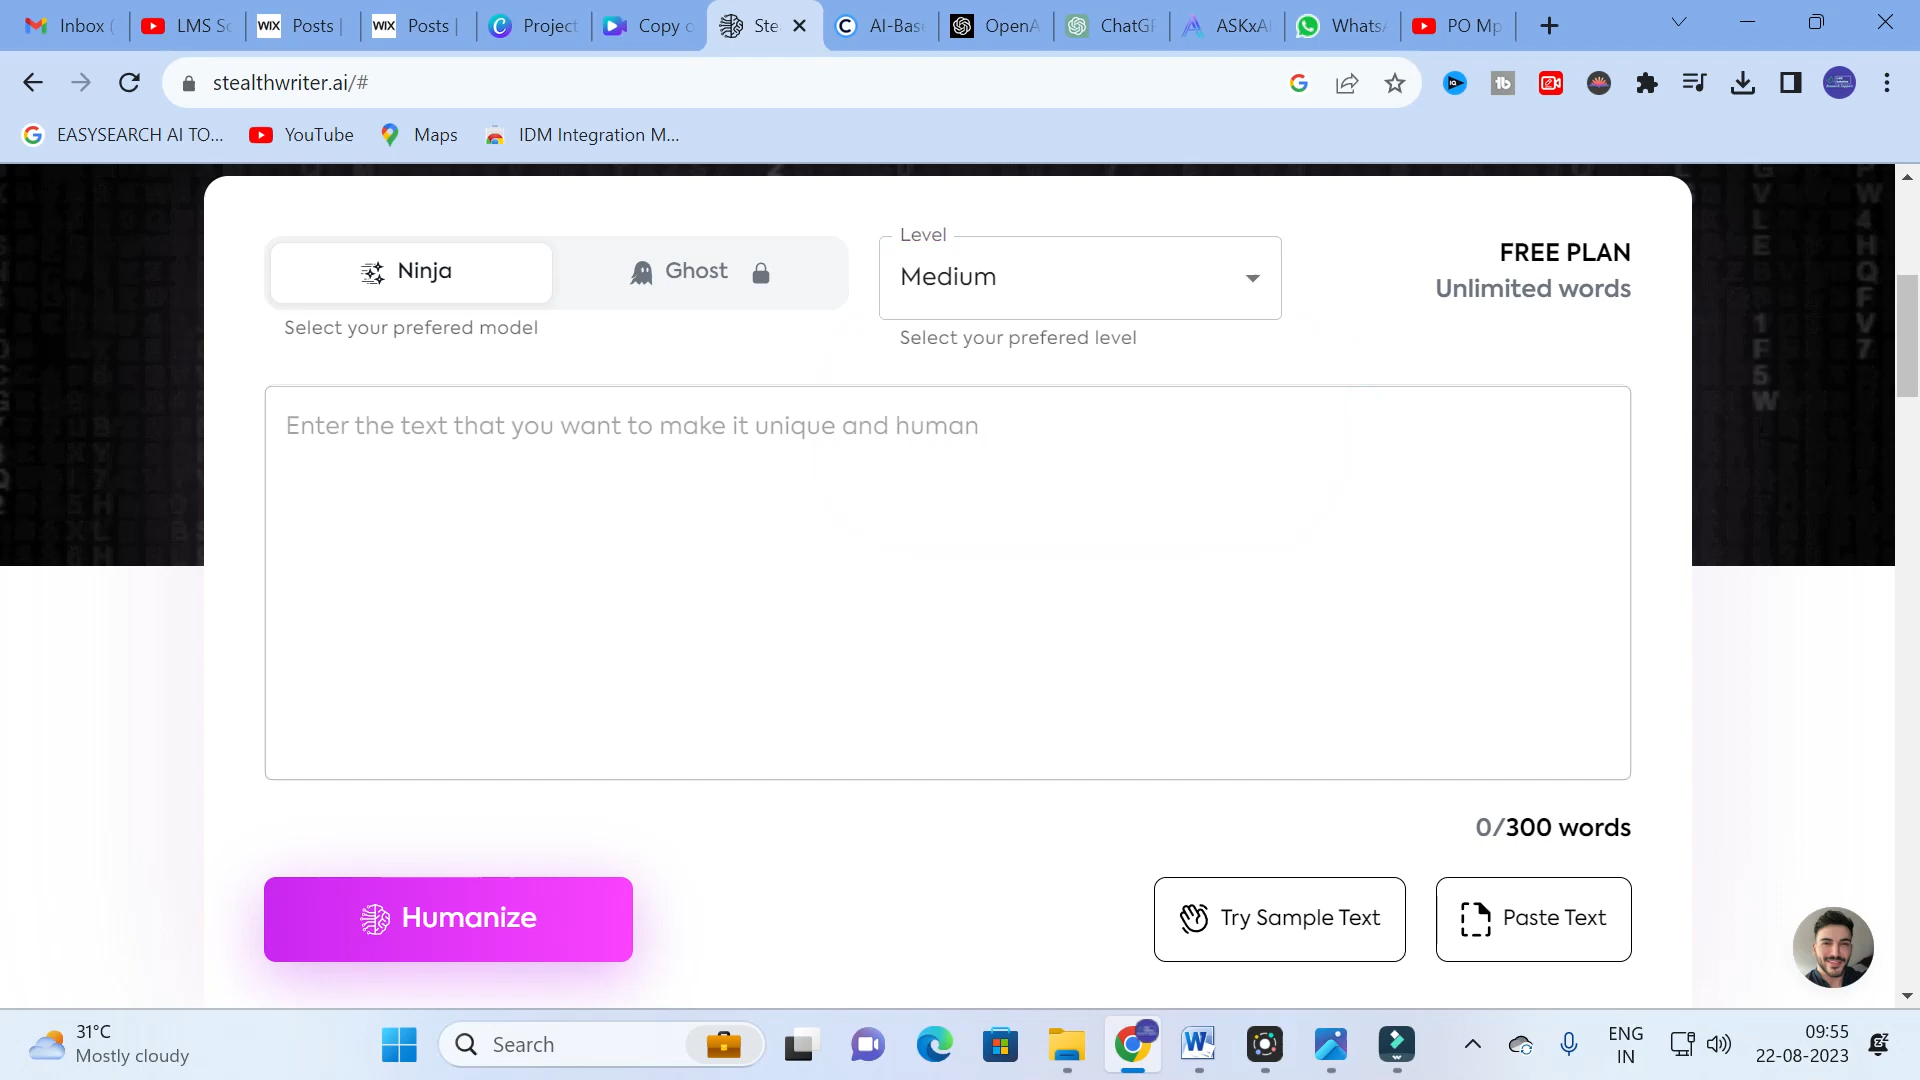 Inbox (
LMS Sc
Posts |
Posts |
Project
Copy o
Ste
AI-Base
OpenA
ChatGP
ASKxAI
WhatsA
PO Mp
stealthwriter.ai/#
EASYSEARCH AI TO...
YouTube
Maps
IDM Integration M...
Ninja
Ghost
Select your prefered model
Level
Medium
Select your prefered level
FREE PLAN
Unlimited words
Enter the text that you want to make it unique and human
0/300 words
Humanize
Try Sample Text
Paste Text
31°C
Mostly cloudy
Search
ENG
IN
09:55
22-08-2023